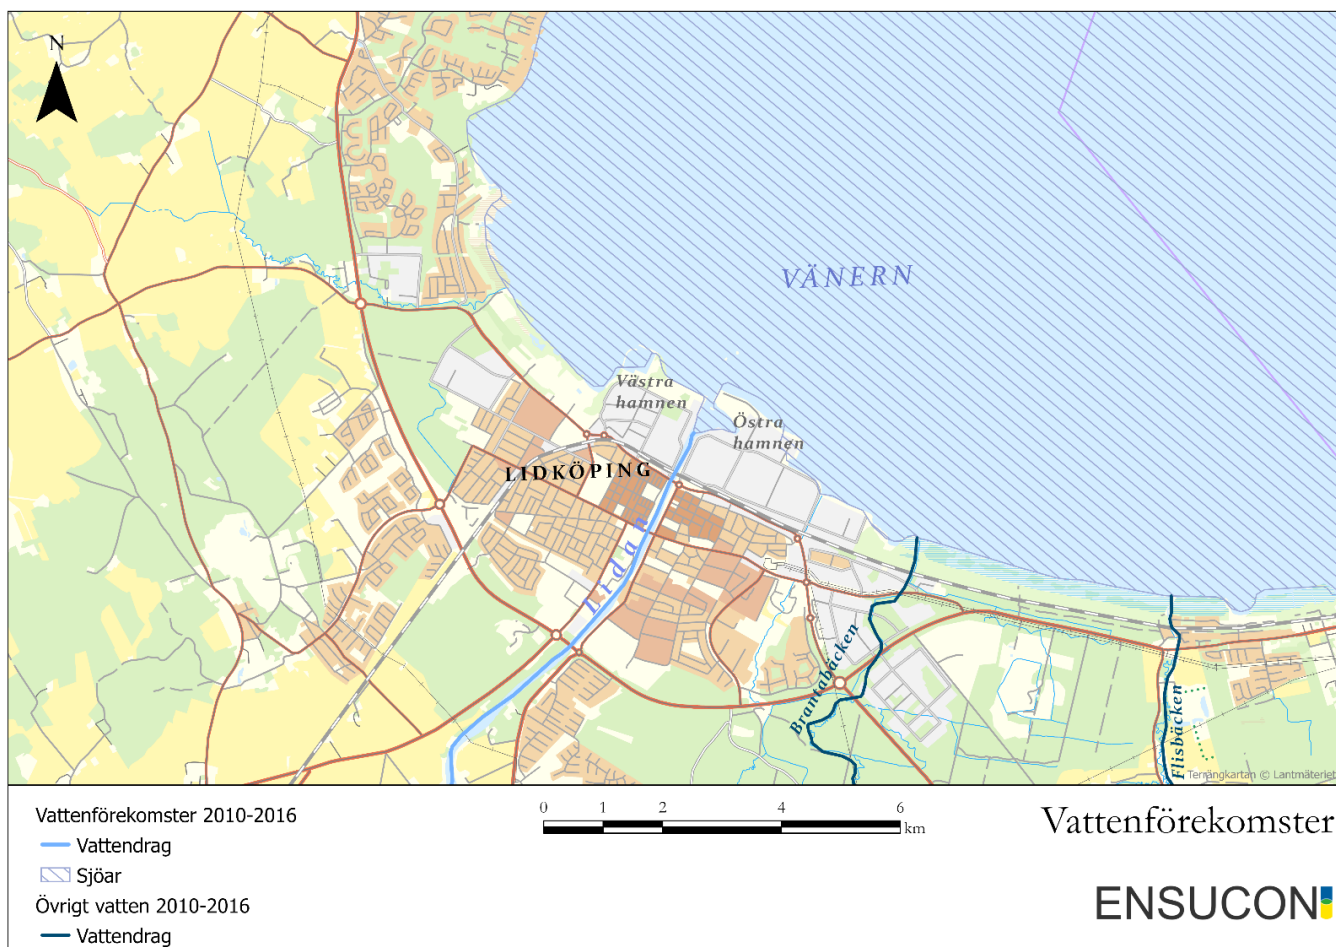 N
VÄNERN
Västra
hamnen
Östra
hamnen
LIDKÖPING
Lidan
Brantabäcken
Flisbäcken
Terrängkartan © Lantmäteriet
Vattenförekomster 2010-2016
Vattendrag
Sjöar
Övrigt vatten 2010-2016
Vattendrag
0 1 2 4 6
km
Vattenförekomster
ENSUCON